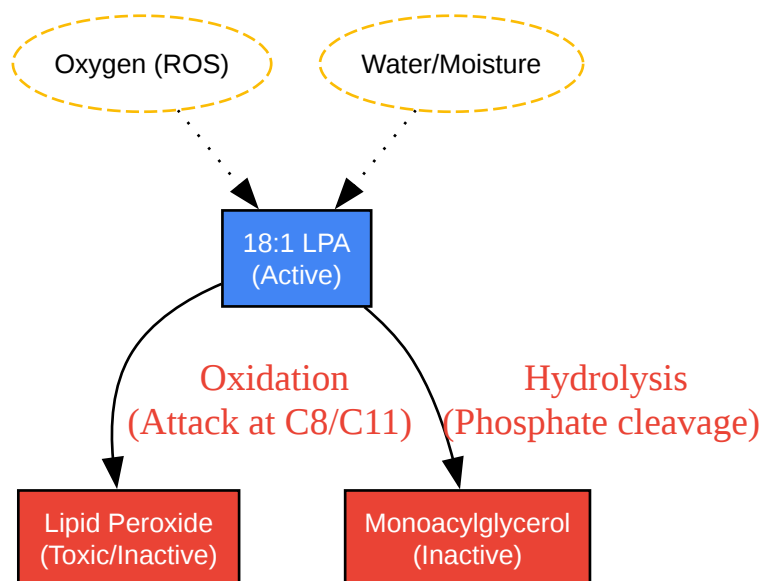 Oxygen (ROS)
Water/Moisture
18:1 LPA
(Active)
Oxidation
(Attack at C8/C11)
Hydrolysis
(Phosphate cleavage)
Lipid Peroxide
(Toxic/Inactive)
Monoacylglycerol
(Inactive)